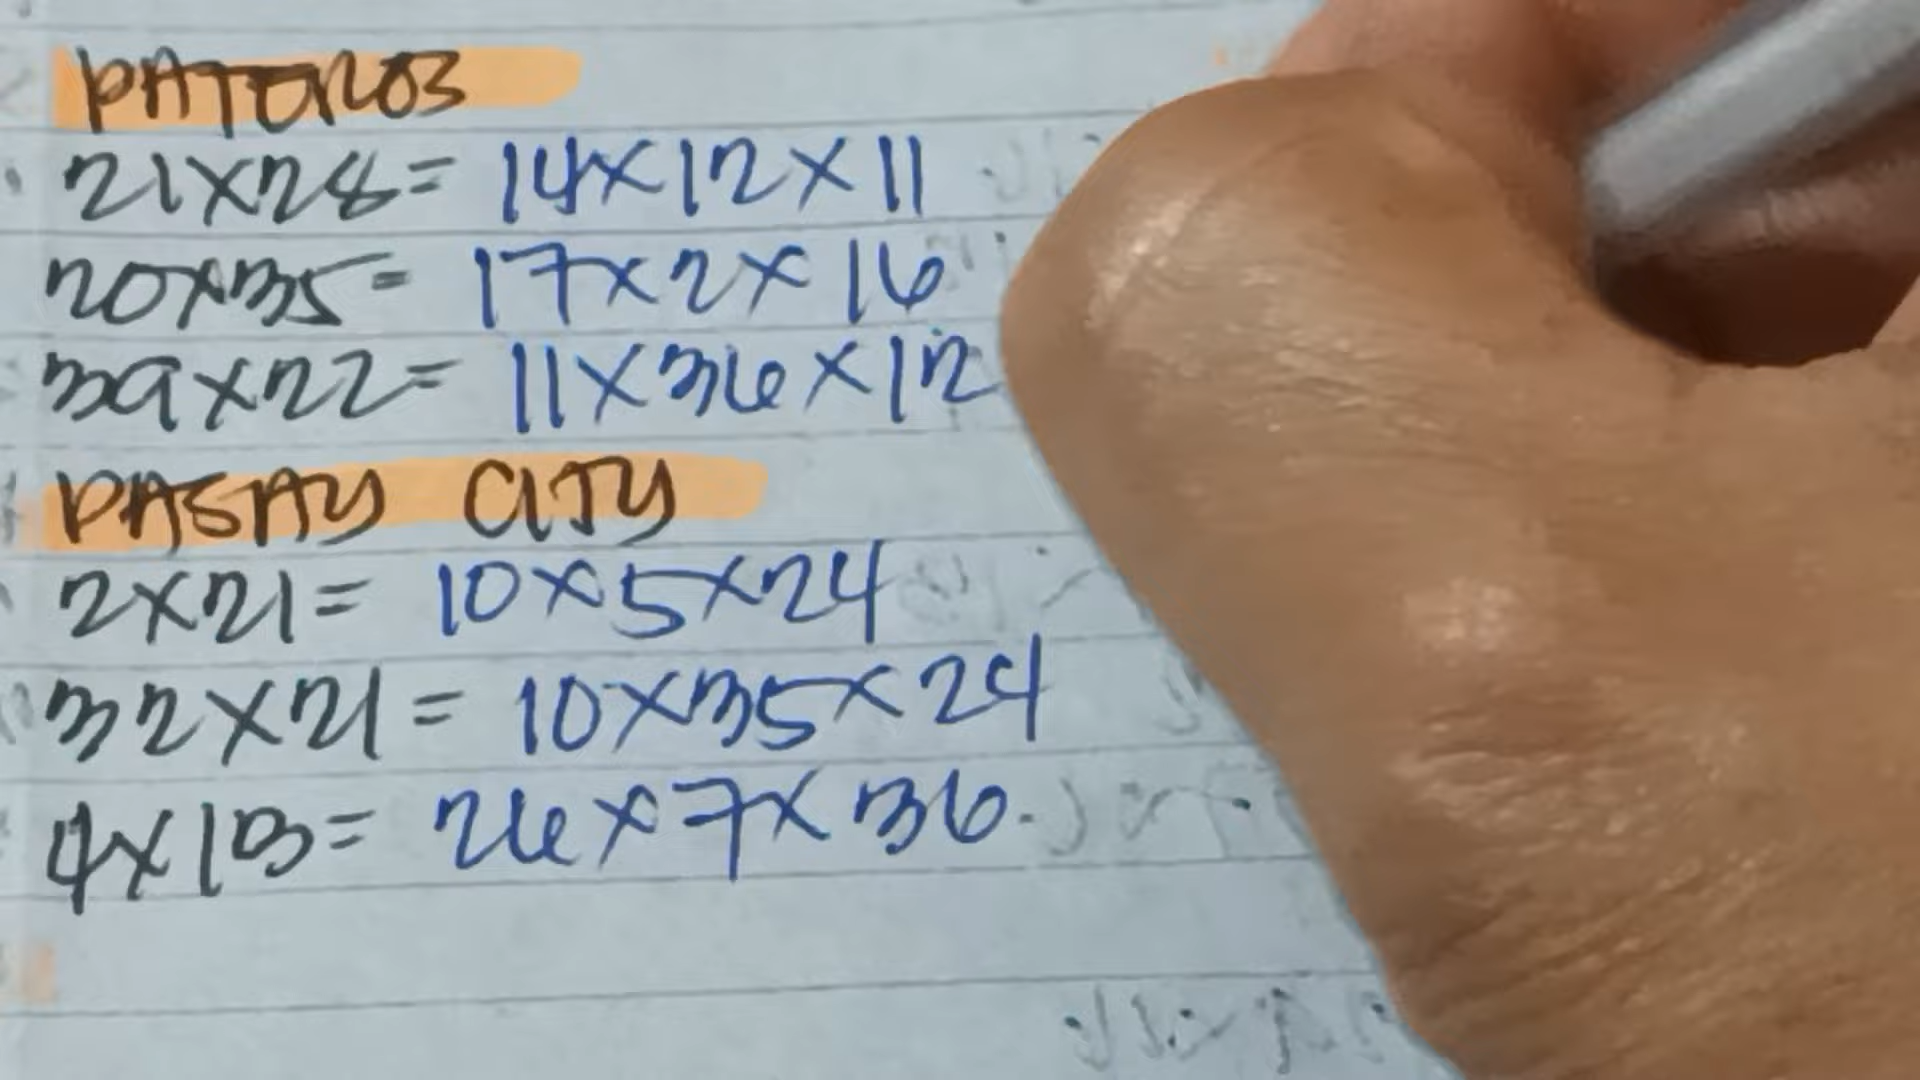 PATEROS
21X28= 14X12X11
20X35= 17X2X16
39X22= 11X36X12
PASAY CITY
2X21= 10X5X24
32X21= 10X35X24
4X13= 26X7X36.